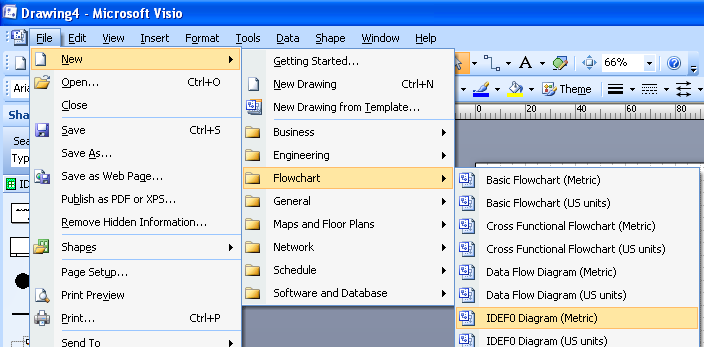 Drawing4 - Microsoft Visio
File Edit View Insert Format Tools Data Shape Window Help
66%
Theme
0 20 40 60 80
New
Open... Ctrl+O
Close
Save Ctrl+S
Save As...
Save as Web Page...
Publish as PDF or XPS...
Remove Hidden Information...
Shapes
Page Setup...
Print Preview
Print... Ctrl+P
Send To
Getting Started...
New Drawing Ctrl+N
New Drawing from Template...
Business
Engineering
Flowchart
General
Maps and Floor Plans
Network
Schedule
Software and Database
Basic Flowchart (Metric)
Basic Flowchart (US units)
Cross Functional Flowchart (Metric)
Cross Functional Flowchart (US units)
Data Flow Diagram (Metric)
Data Flow Diagram (US units)
IDEF0 Diagram (Metric)
IDEF0 Diagram (US units)